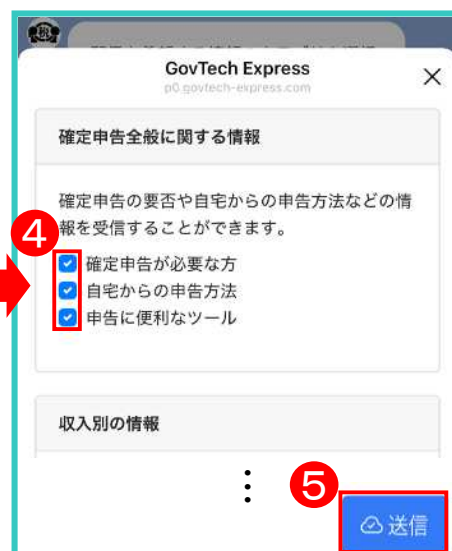 GovTech Express
p0.govtech-express.com
確定申告全般に関する情報
確定申告の要否や自宅からの申告方法などの情
報を受信することができます。
4
確定申告が必要な方
自宅からの申告方法
申告に便利なツール
収入別の情報
5
送信